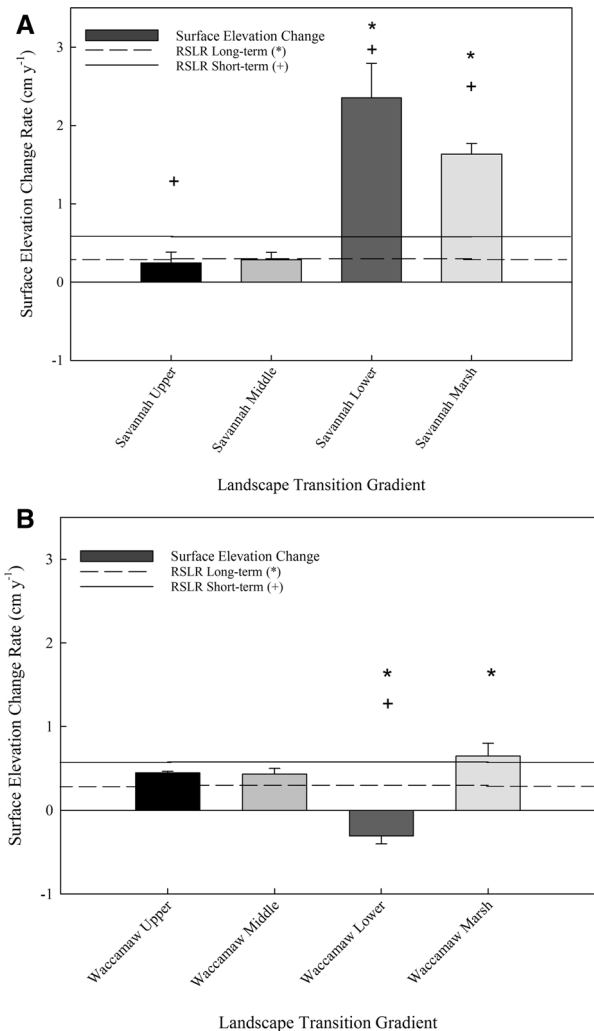 A
Surface Elevation Change
RSLR Long-term (*)
RSLR Short-term (+)
*
+
*
+
+
3
2
1
0
-1
Surface Elevation Change Rate (cm y⁻¹)
Savannah Upper
Savannah Middle
Savannah Lower
Savannah Marsh
Landscape Transition Gradient
B
Surface Elevation Change
RSLR Long-term (*)
RSLR Short-term (+)
*
+
*
3
2
1
0
-1
Surface Elevation Change Rate (cm y⁻¹)
Waccamaw Upper
Waccamaw Middle
Waccamaw Lower
Waccamaw Marsh
Landscape Transition Gradient